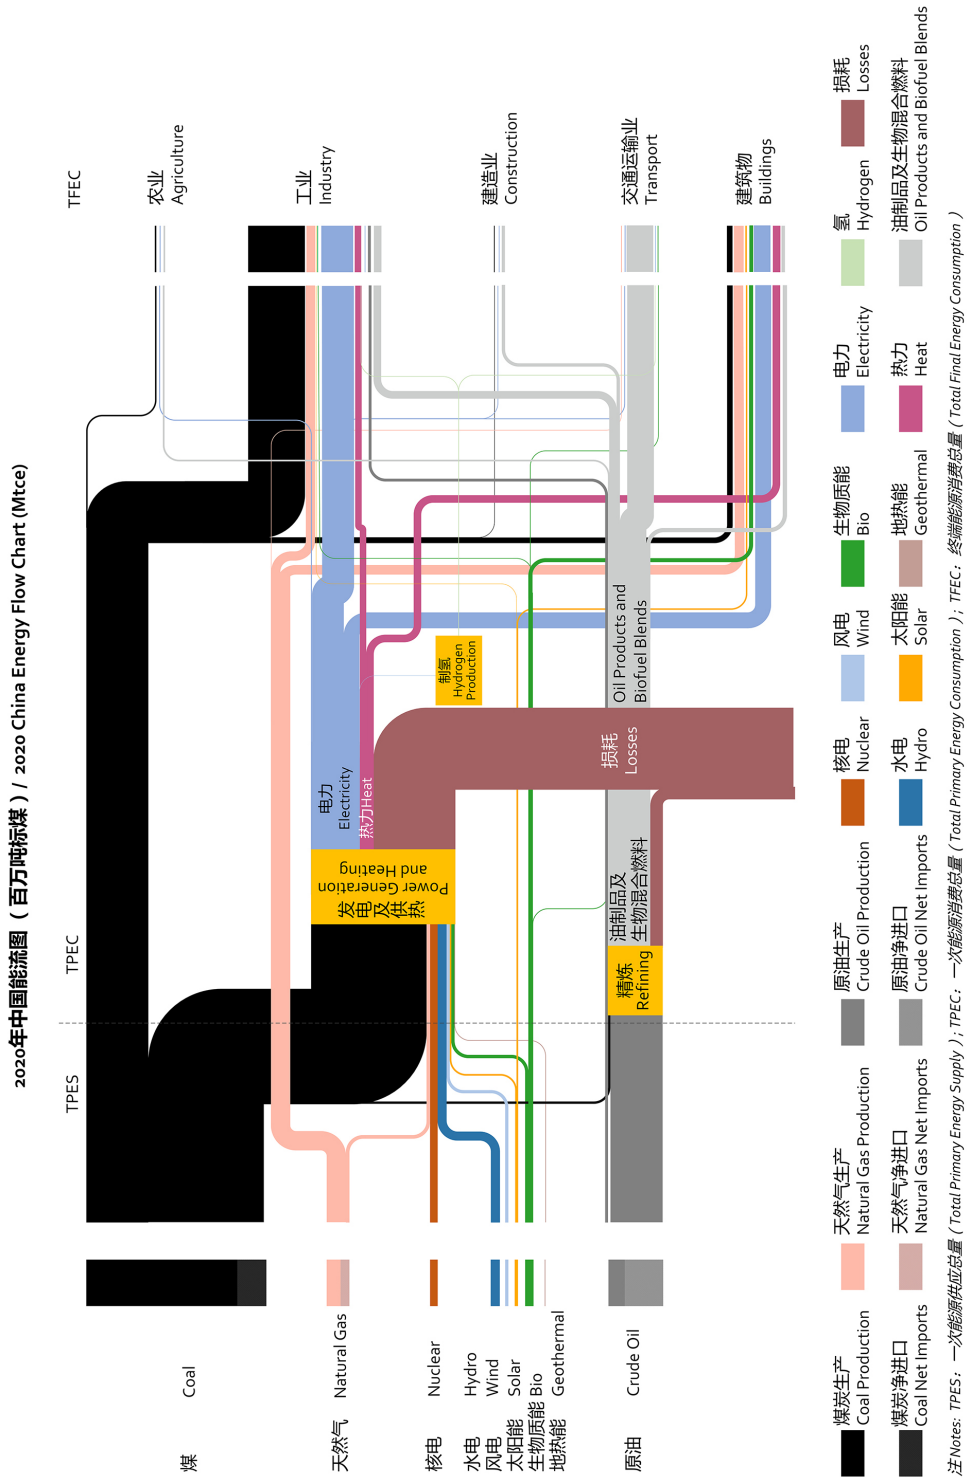 2020年中国能流图（百万吨标煤）/ 2020 China Energy Flow Chart (Mtce)
TPES
TPEC
TFEC
煤
Coal
天然气
Natural Gas
核电
Nuclear
水电
Hydro
风电
Wind
太阳能
Solar
生物质能
Bio
地热能
Geothermal
原油
Crude Oil
发电及供热
Power Generation
and Heating
精炼
Refining
电力
Electricity
热力Heat
油制品及
生物混合燃料
损耗
Losses
制氢
Hydrogen
Production
Oil Products and
Biofuel Blends
农业
Agriculture
工业
Industry
建造业
Construction
交通运输业
Transport
建筑物
Buildings
煤炭生产
Coal Production
天然气生产
Natural Gas Production
原油生产
Crude Oil Production
核电
Nuclear
风电
Wind
生物质能
Bio
电力
Electricity
氢
Hydrogen
损耗
Losses
煤炭净进口
Coal Net Imports
天然气净进口
Natural Gas Net Imports
原油净进口
Crude Oil Net Imports
水电
Hydro
太阳能
Solar
地热能
Geothermal
热力
Heat
油制品及生物混合燃料
Oil Products and Biofuel Blends
注 Notes: TPES：一次能源供应总量（Total Primary Energy Supply）; TPEC：一次能源消费总量（Total Primary Energy Consumption）; TFEC：终端能源消费总量（Total Final Energy Consumption）